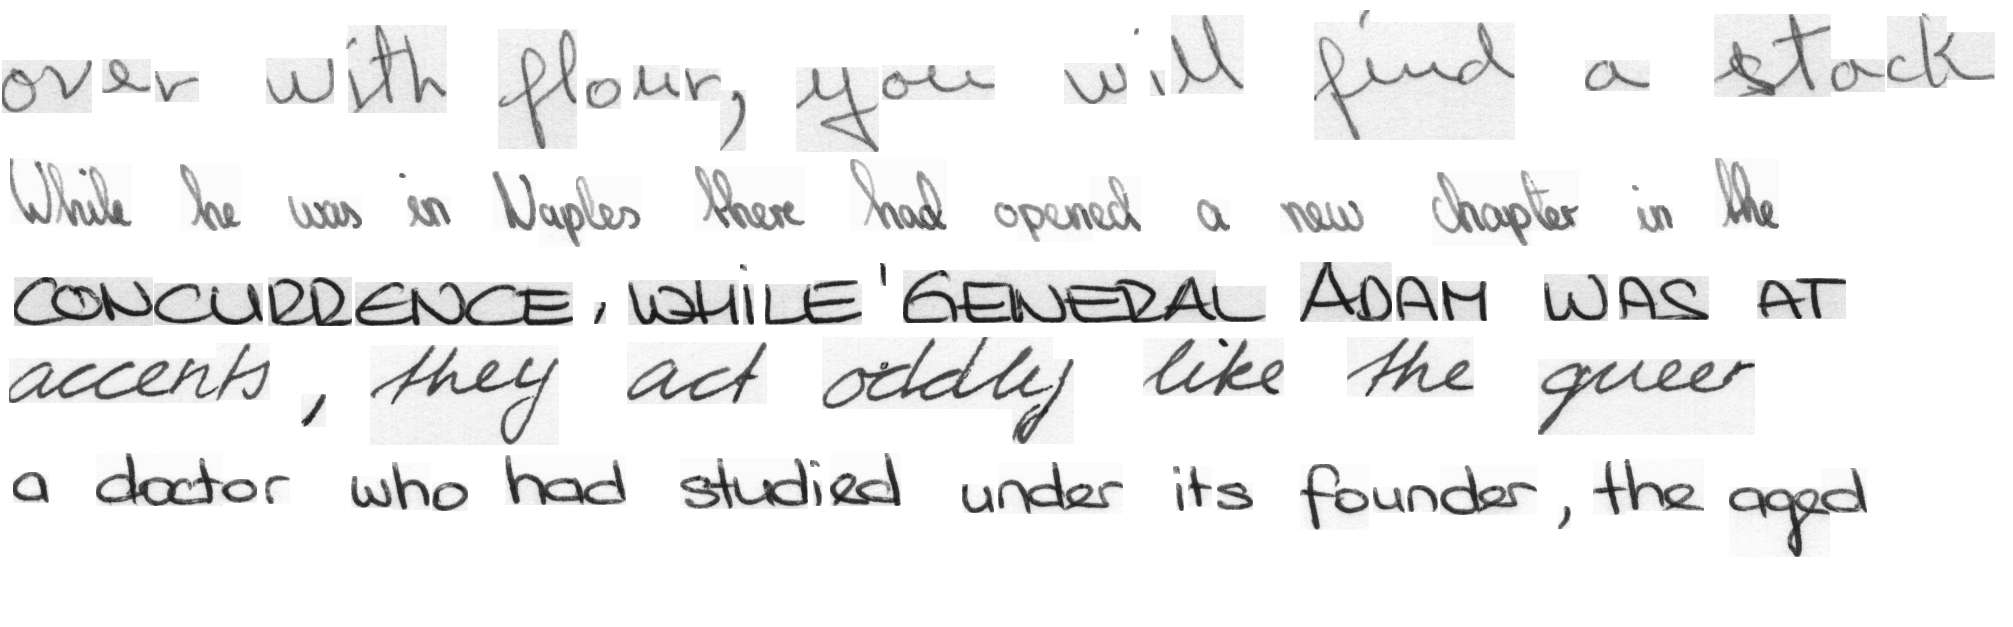 over with flour, you will find a stack
While he was in Naples there had opened a new chapter in the
CONCURRENCE, WHILE 'GENERAL ADAM WAS AT
accents, they act oddly like the queer
a doctor who had studied under its founder, the aged